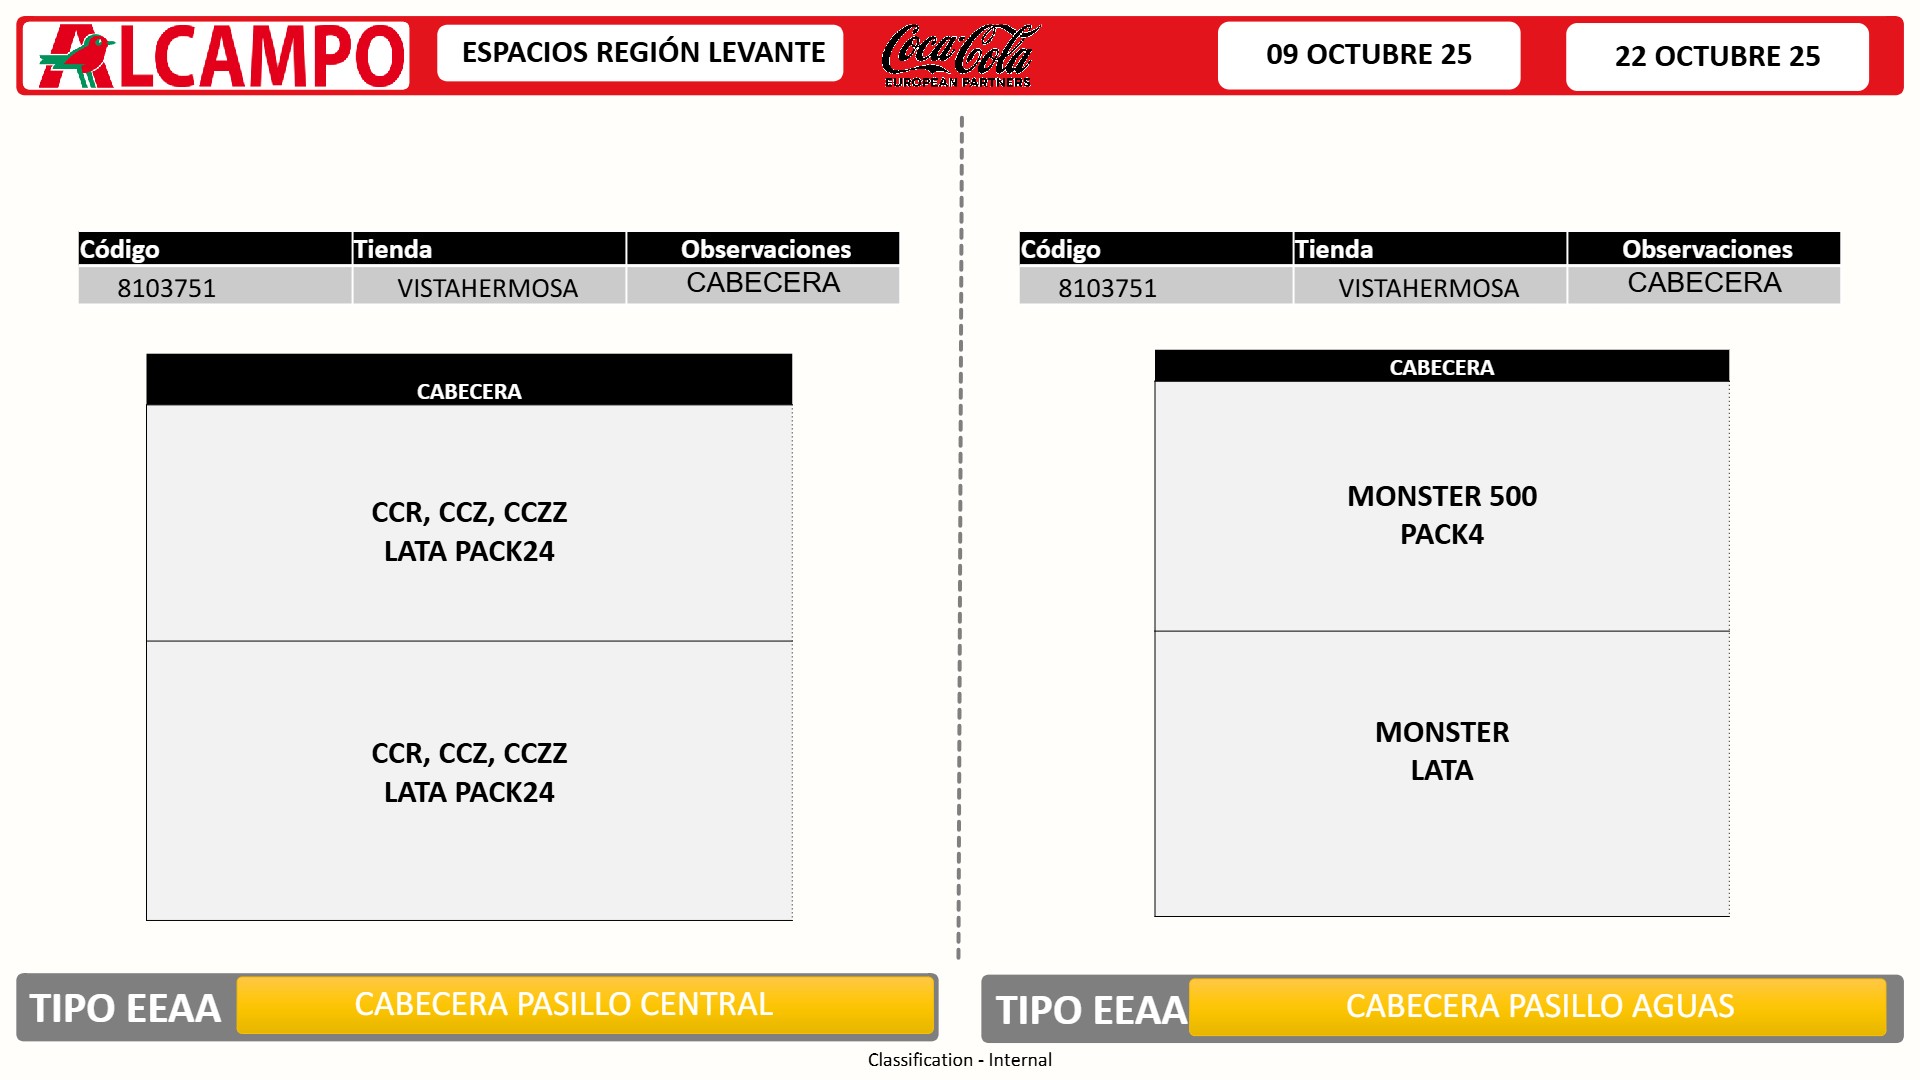 ALCAMPO
ESPACIOS REGIÓN LEVANTE
Coca-Cola
EUROPEAN PARTNERS
09 OCTUBRE 25
22 OCTUBRE 25
Código Tienda Observaciones
8103751 VISTAHERMOSA CABECERA
CABECERA
CCR, CCZ, CCZZ
LATA PACK24
CCR, CCZ, CCZZ
LATA PACK24
TIPO EEAA CABECERA PASILLO CENTRAL
Código Tienda Observaciones
8103751 VISTAHERMOSA CABECERA
CABECERA
MONSTER 500
PACK4
MONSTER
LATA
TIPO EEAA CABECERA PASILLO AGUAS
Classification - Internal